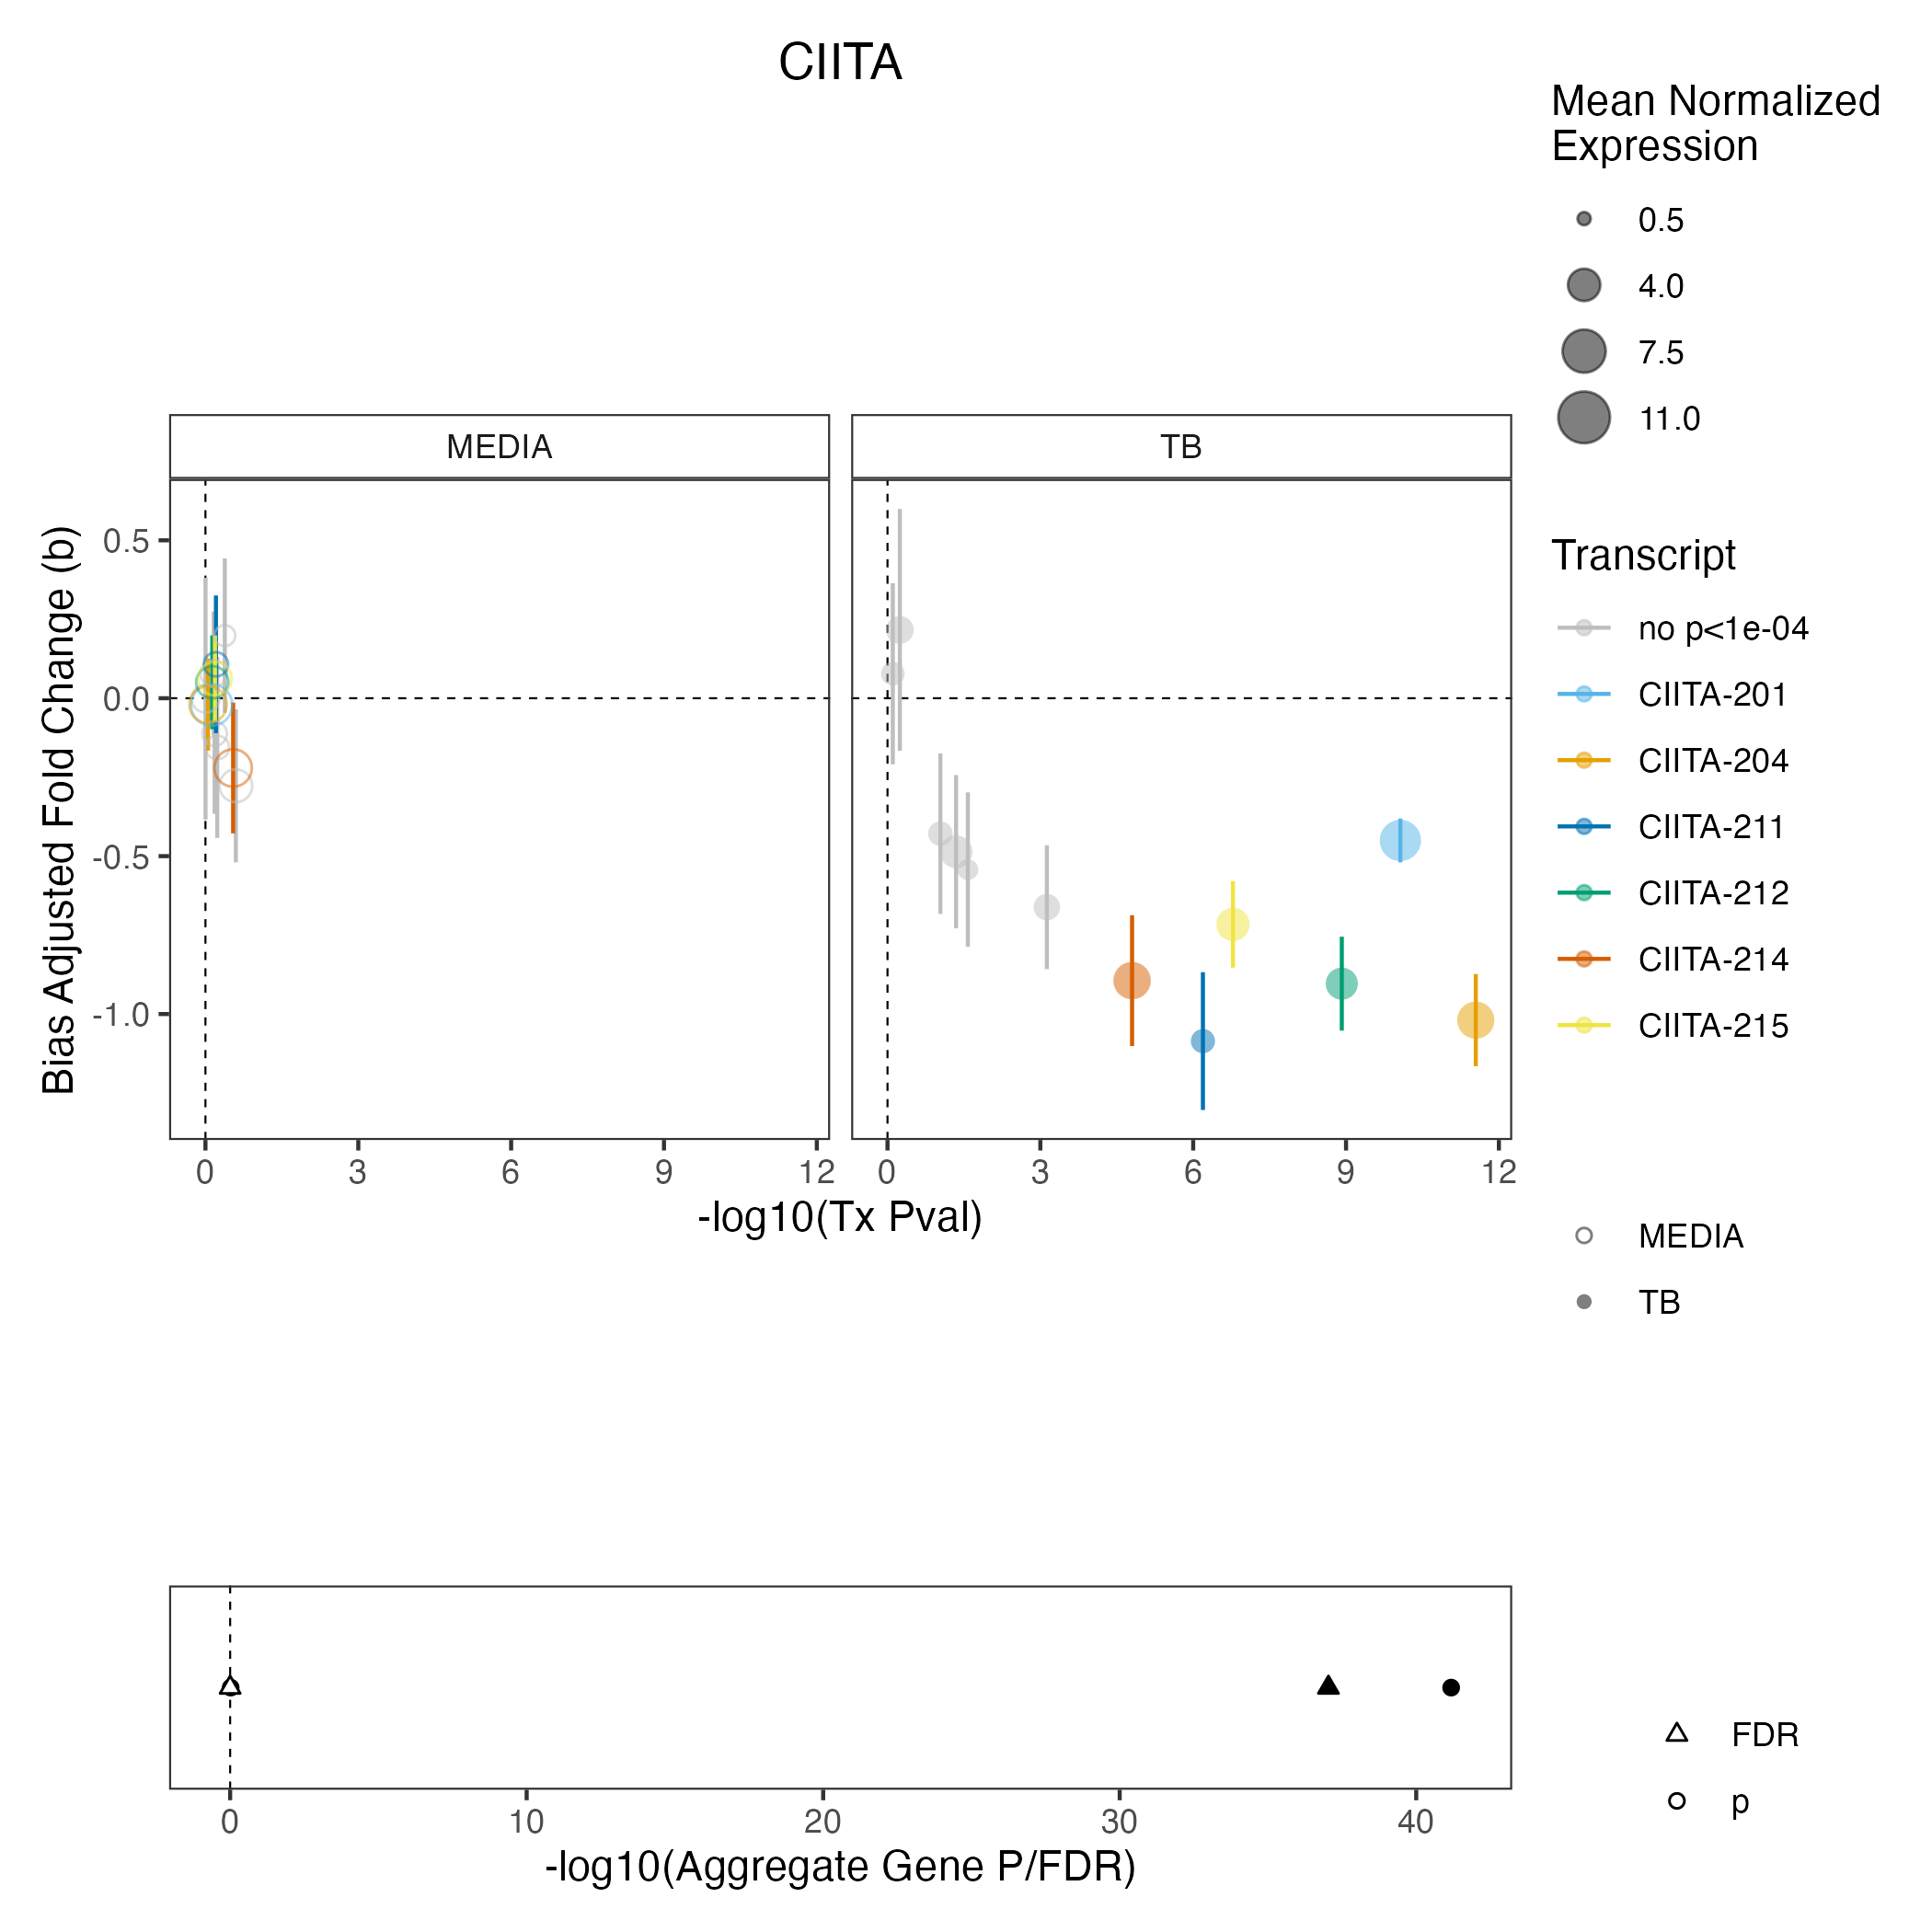 CIITA
Mean Normalized
Expression
0.5
4.0
7.5
11.0
MEDIA
TB
Bias Adjusted Fold Change (b)
0.5
0.0
-0.5
-1.0
0 3 6 9 12
0 3 6 9 12
-log10(Tx Pval)
Transcript
no p<1e-04
CIITA-201
CIITA-204
CIITA-211
CIITA-212
CIITA-214
CIITA-215
MEDIA
TB
0 10 20 30 40
-log10(Aggregate Gene P/FDR)
FDR
p